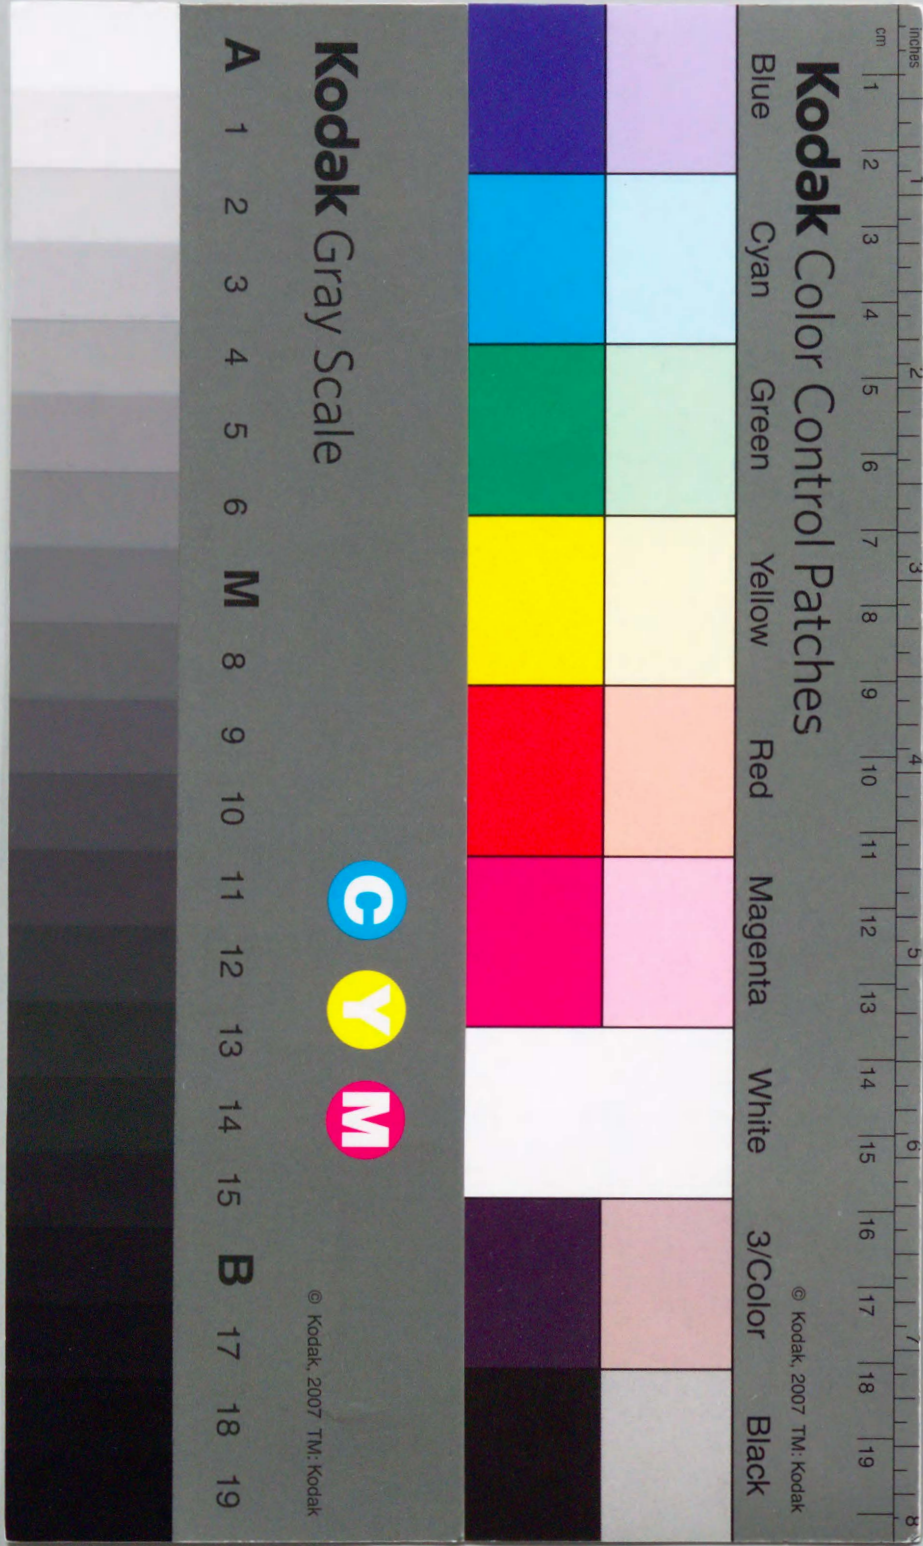 Kodak Color Control Patches
inches
cm
1 2 3 4 5 6 7 8
1 2 3 4 5 6 7 8 9 10 11 12 13 14 15 16 17 18 19
Blue Cyan Green Yellow Red Magenta White 3/Color Black
© Kodak, 2007 TM: Kodak
Kodak Gray Scale
C Y M
© Kodak, 2007 TM: Kodak
A 1 2 3 4 5 6 M 8 9 10 11 12 13 14 15 B 17 18 19